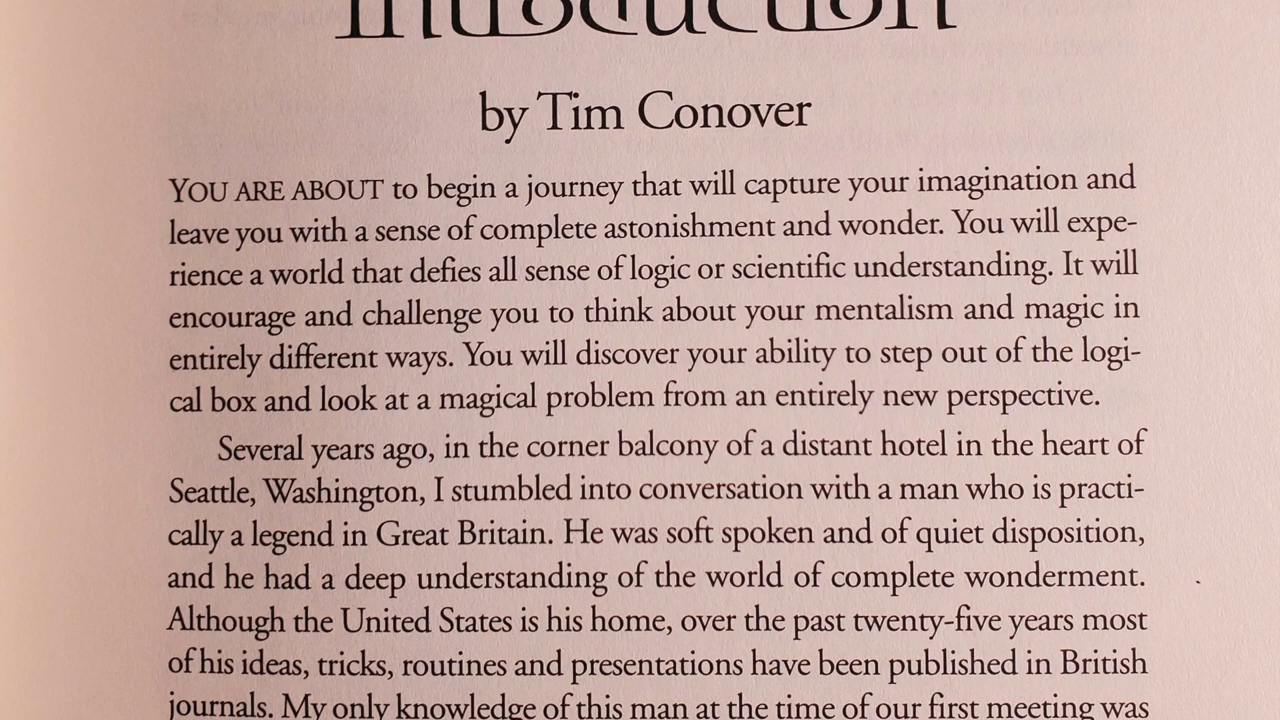 Introduction
by Tim Conover
YOU ARE ABOUT to begin a journey that will capture your imagination and
leave you with a sense of complete astonishment and wonder. You will expe-
rience a world that defies all sense of logic or scientific understanding. It will
encourage and challenge you to think about your mentalism and magic in
entirely different ways. You will discover your ability to step out of the logi-
cal box and look at a magical problem from an entirely new perspective.
Several years ago, in the corner balcony of a distant hotel in the heart of
Seattle, Washington, I stumbled into conversation with a man who is practi-
cally a legend in Great Britain. He was soft spoken and of quiet disposition,
and he had a deep understanding of the world of complete wonderment.
Although the United States is his home, over the past twenty-five years most
of his ideas, tricks, routines and presentations have been published in British
journals. My only knowledge of this man at the time of our first meeting was